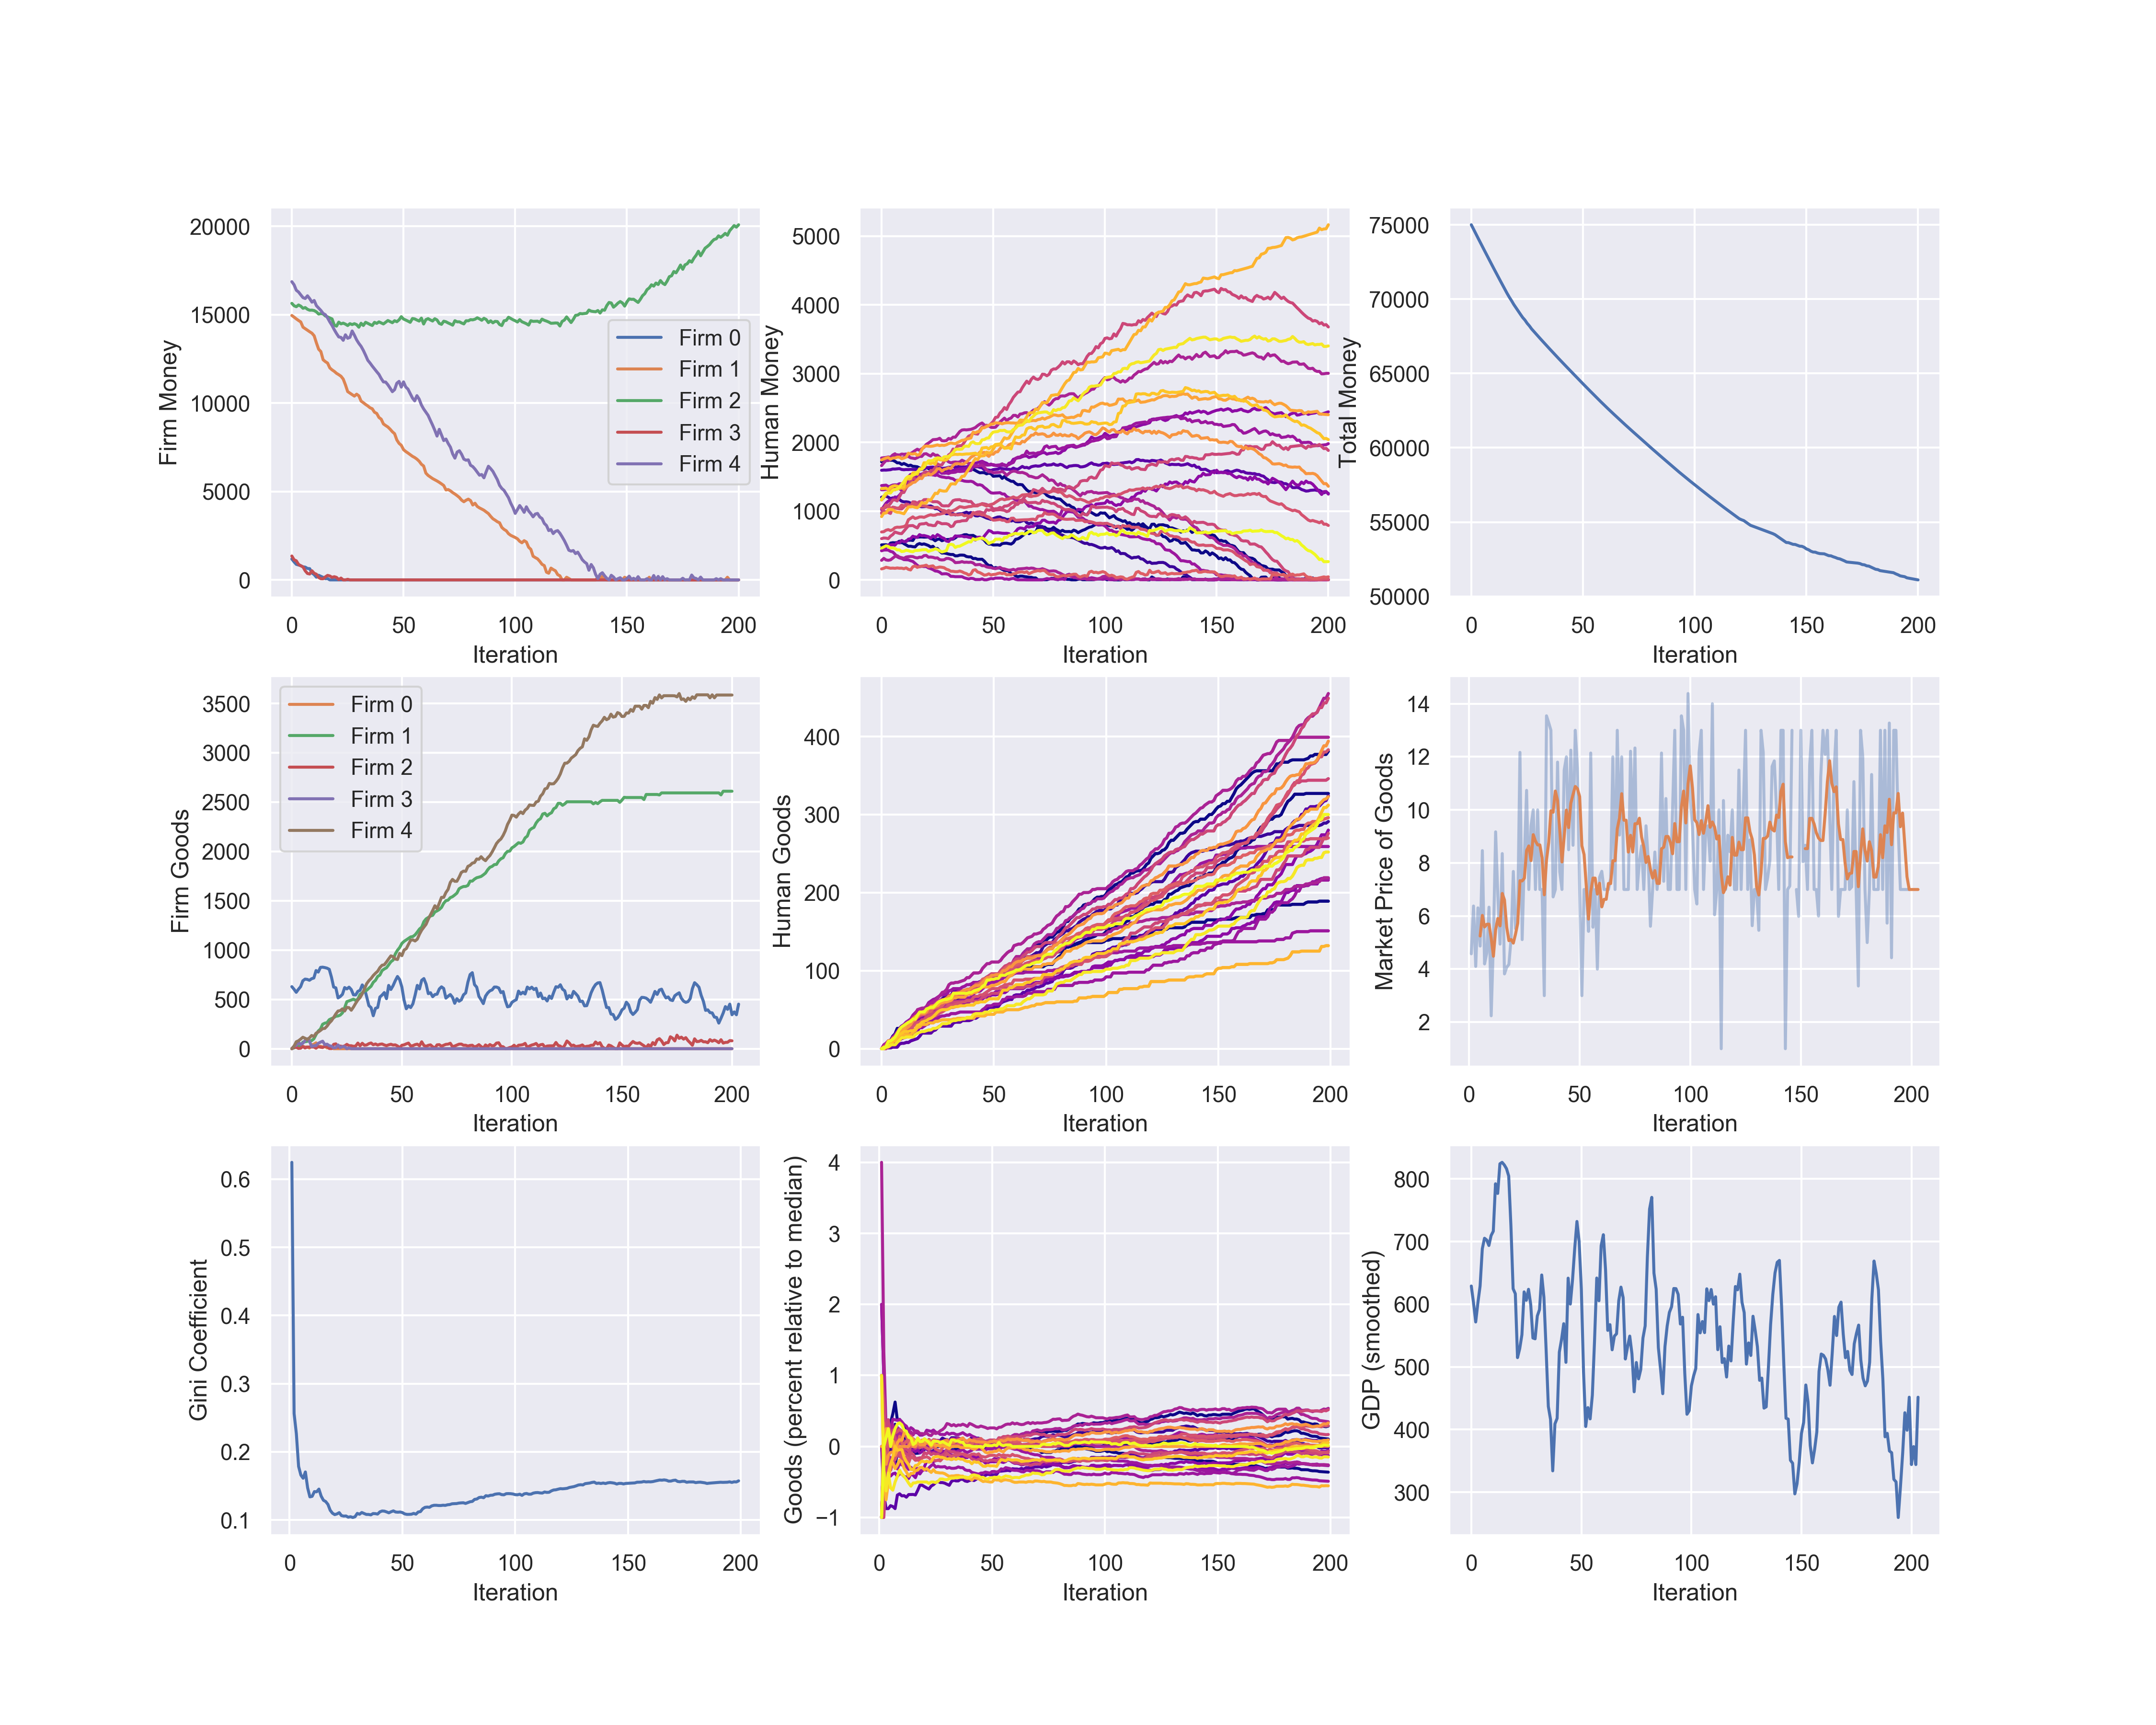 Firm Money
20000
15000
10000
5000
0
Firm 0
Firm 1
Firm 2
Firm 3
Firm 4
0 50 100 150 200
Iteration
Human Money
5000
4000
3000
2000
1000
0
0 50 100 150 200
Iteration
Total Money
75000
70000
65000
60000
55000
50000
0 50 100 150 200
Iteration
Firm Goods
3500
3000
2500
2000
1500
1000
500
0
Firm 0
Firm 1
Firm 2
Firm 3
Firm 4
0 50 100 150 200
Iteration
Human Goods
400
300
200
100
0
0 50 100 150 200
Iteration
Market Price of Goods
14
12
10
8
6
4
2
0 50 100 150 200
Iteration
Gini Coefficient
0.6
0.5
0.4
0.3
0.2
0.1
0 50 100 150 200
Iteration
Goods (percent relative to median)
4
3
2
1
0
−1
0 50 100 150 200
Iteration
GDP (smoothed)
800
700
600
500
400
300
0 50 100 150 200
Iteration